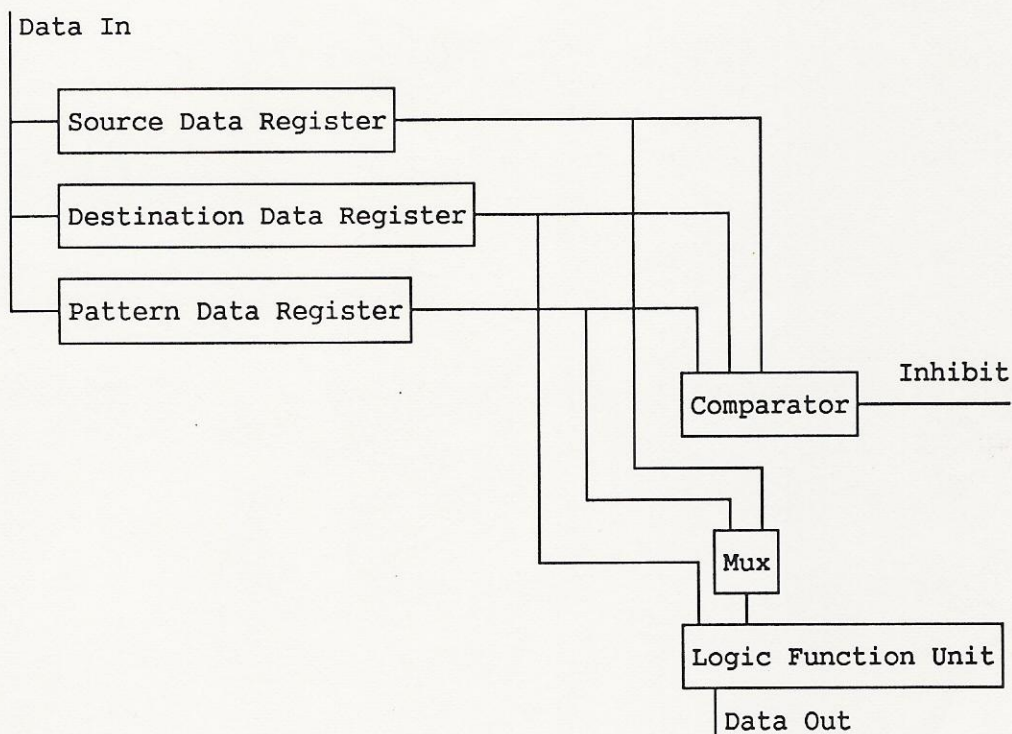 Data In
Source Data Register
Destination Data Register
Pattern Data Register
Inhibit
Comparator
Mux
Logic Function Unit
Data Out